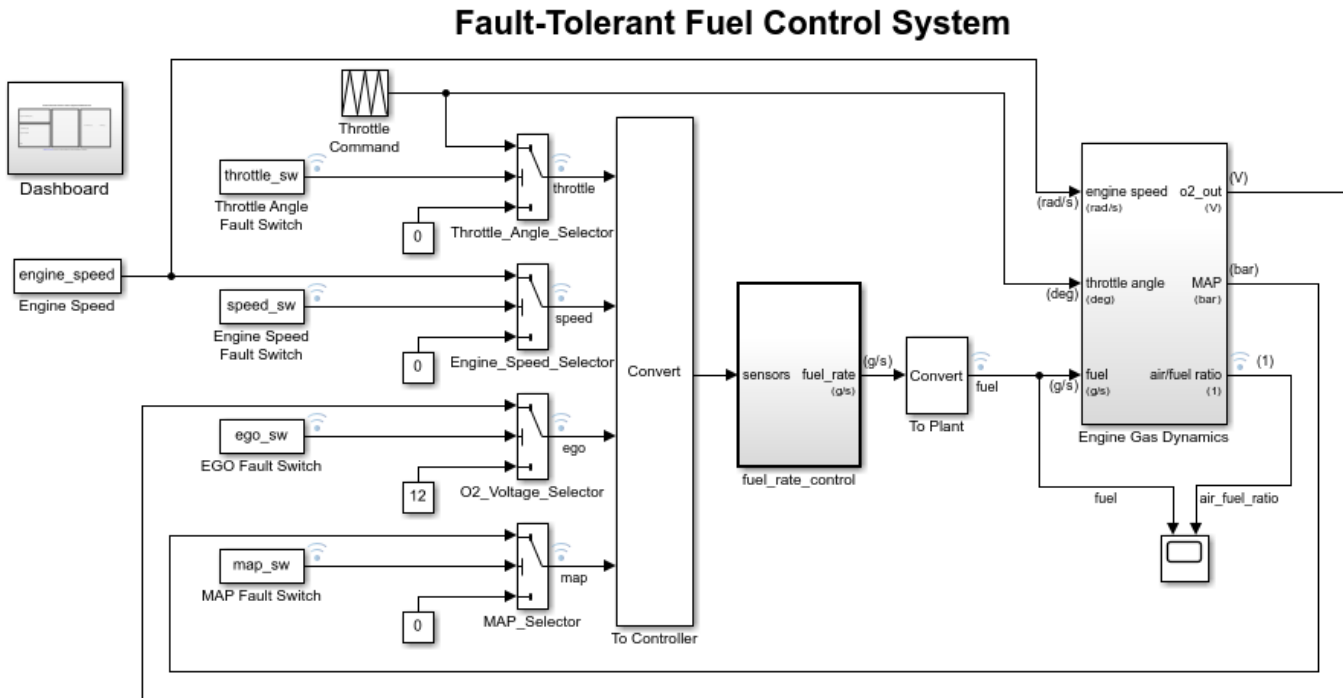 Fault-Tolerant Fuel Control System
Dashboard
Throttle
Command
throttle_sw
Throttle Angle
Fault Switch
0
throttle
Throttle_Angle_Selector
engine_speed
Engine Speed
speed_sw
Engine Speed
Fault Switch
0
speed
Engine_Speed_Selector
ego_sw
EGO Fault Switch
12
ego
O2_Voltage_Selector
map_sw
MAP Fault Switch
0
map
MAP_Selector
Convert
To Controller
sensors
fuel_rate
(g/s)
fuel_rate_control
(g/s)
Convert
To Plant
fuel
(rad/s)
(deg)
(g/s)
engine speed
(rad/s)
o2_out
(V)
throttle angle
(deg)
MAP
(bar)
fuel
(g/s)
air/fuel ratio
(1)
Engine Gas Dynamics
(V)
(bar)
(1)
fuel
air_fuel_ratio